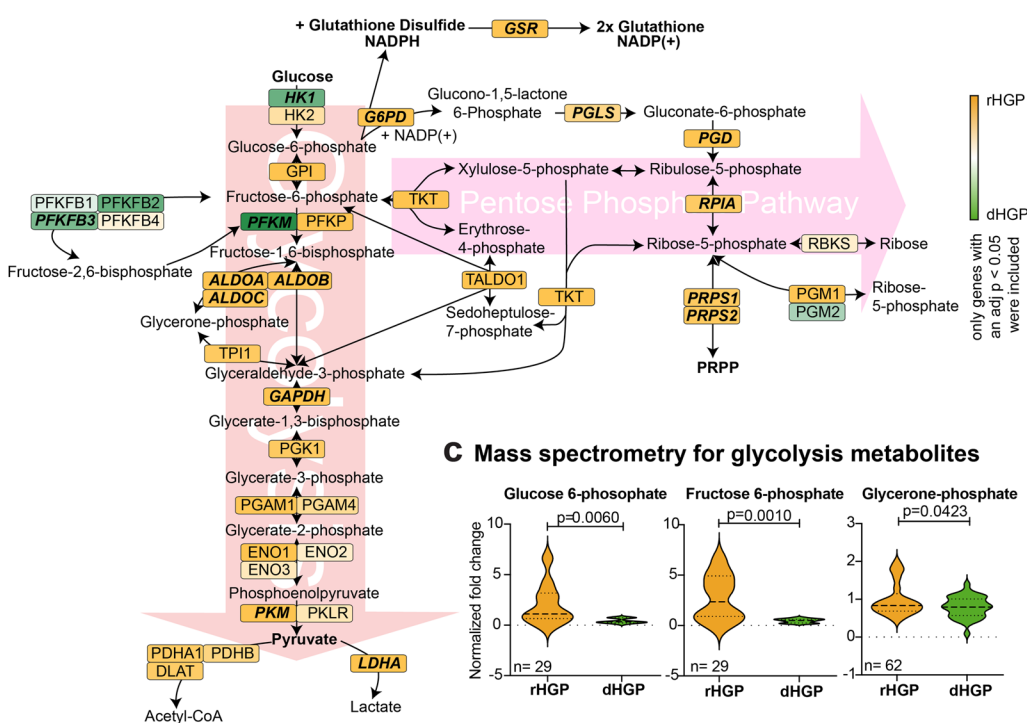 + Glutathione Disulfide
NADPH
GSR
2x Glutathione
NADP(+)
Glucose
HK1
HK2
G6PD
+ NADP(+)
Glucono-1,5-lactone
6-Phosphate
PGLS
Gluconate-6-phosphate
PGD
Glucose-6-phosphate
GPI
Xylulose-5-phosphate
Ribulose-5-phosphate
PFKFB1
PFKFB2
PFKFB3
PFKFB4
Fructose-6-phosphate
TKT
Pentose Phosphate Pathway
RPIA
PFKM
PFKP
Erythrose-
4-phosphate
Ribose-5-phosphate
RBKS
Ribose
Fructose-2,6-bisphosphate
Fructose-1,6-bisphosphate
ALDOA
ALDOB
ALDOC
TALDO1
TKT
PRPS1
PRPS2
PGM1
PGM2
Ribose-
5-phosphate
Glycerone-phosphate
Sedoheptulose-
7-phosphate
TPI1
Glyceraldehyde-3-phosphate
PRPP
GAPDH
Glycerate-1,3-bisphosphate
PGK1
Glycerate-3-phosphate
PGAM1
PGAM4
Glycerate-2-phosphate
ENO1
ENO2
ENO3
Phosphoenolpyruvate
PKM
PKLR
Pyruvate
PDHA1
PDHB
DLAT
LDHA
Acetyl-CoA
Lactate
Glycolysis
rHGP
dHGP
only genes with
an adj p < 0.05
were included
C Mass spectrometry for glycolysis metabolites
Normalized fold change
Glucose 6-phosophate
p=0.0060
10
5
0
-5
n= 29
rHGP
dHGP
Fructose 6-phosphate
p=0.0010
10
5
0
-5
n= 29
rHGP
dHGP
Glycerone-phosphate
p=0.0423
3
2
1
0
-1
n= 62
rHGP
dHGP